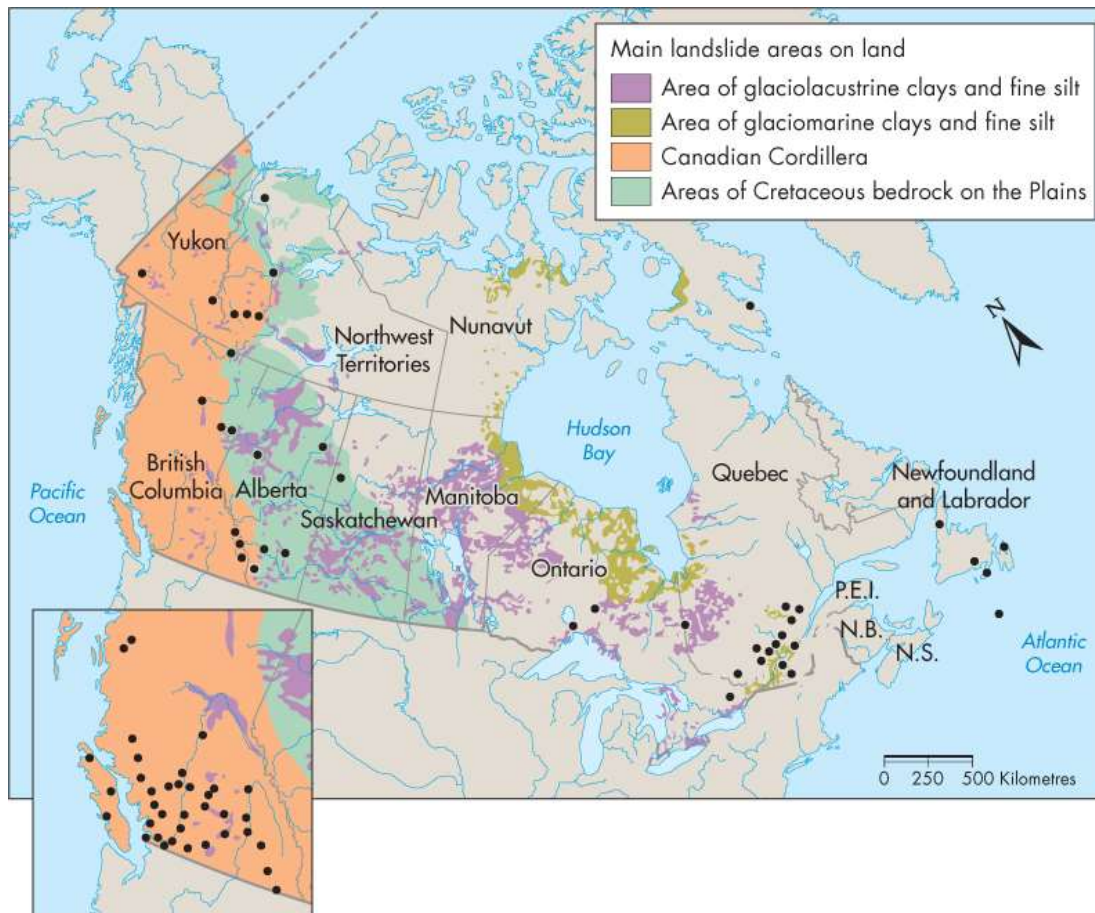 Main landslide areas on land
Area of glaciolacustrine clays and fine silt
Area of glaciomarine clays and fine silt
Canadian Cordillera
Areas of Cretaceous bedrock on the Plains
Yukon
N
Northwest
Territories
Nunavut
Hudson
Bay
British
Columbia
Alberta
Saskatchewan
Manitoba
Quebec
Newfoundland
and Labrador
Pacific
Ocean
Ontario
P.E.I.
N.B.
N.S.
Atlantic
Ocean
0 250 500 Kilometres